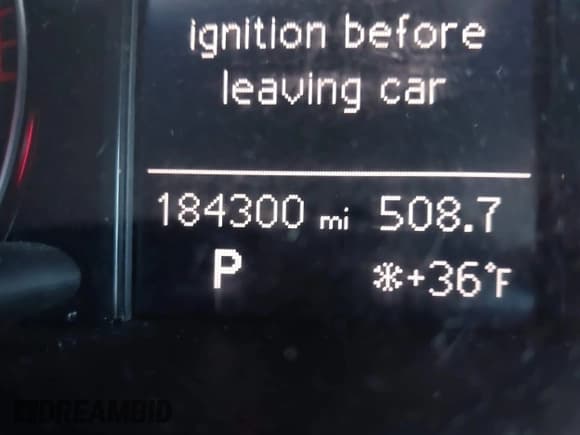 ignition before
leaving car
184300 mi 508.7
P
❄+36°F
DREAMBID